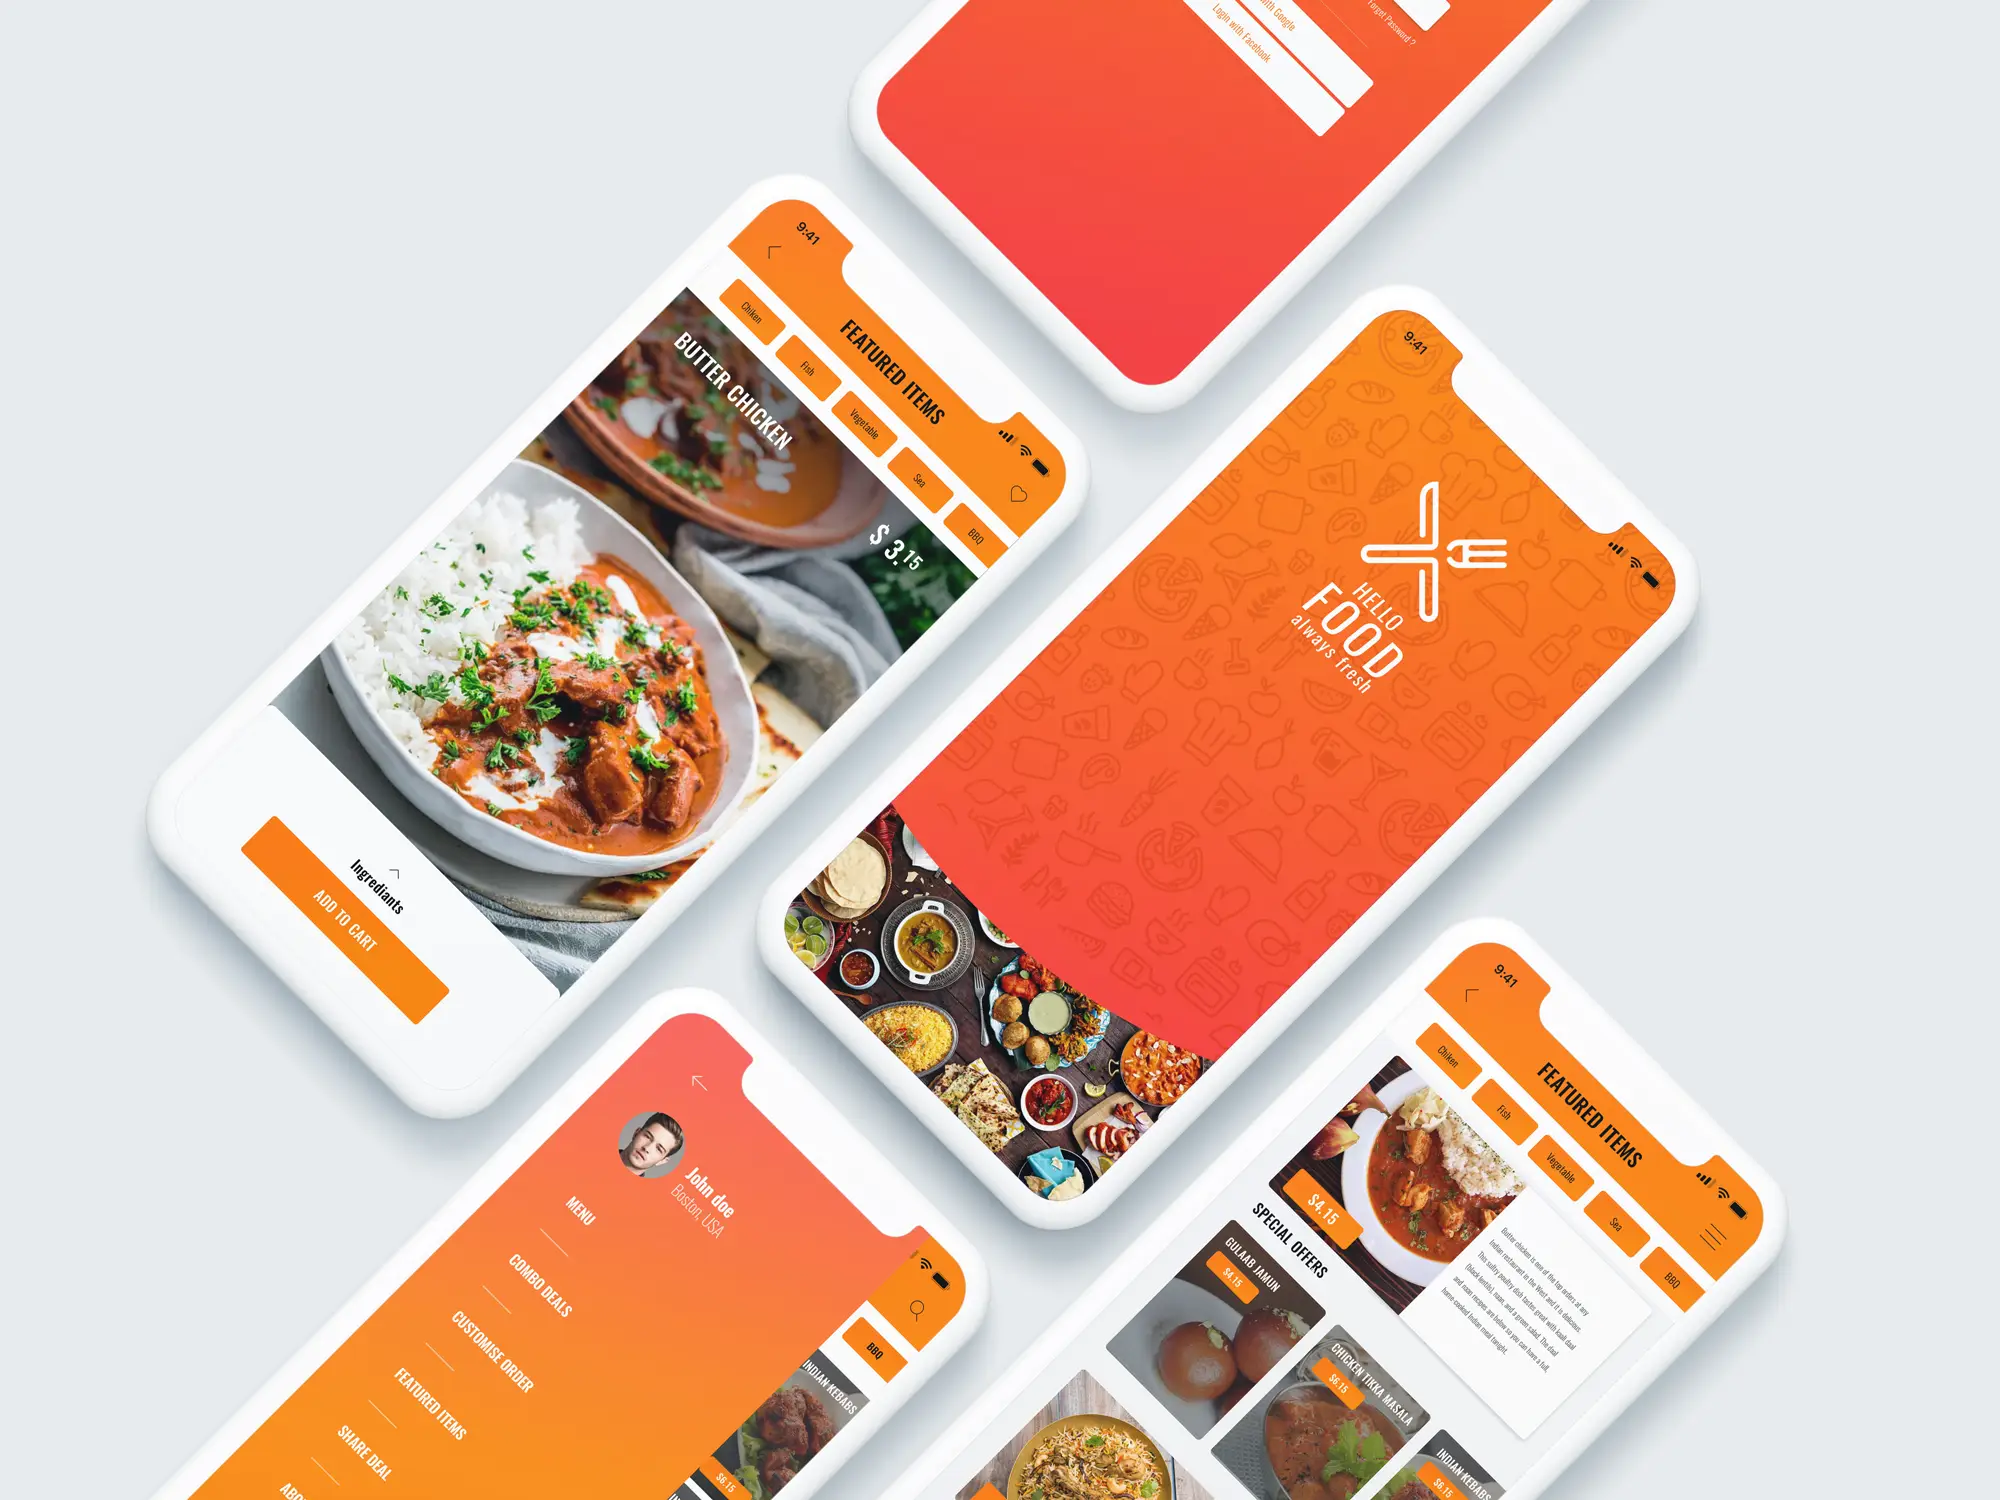 with Google
Login with Facebook
Forget Password ?
9:41
FEATURED ITEMS
Chiken
Fish
Vegetable
Sea
BBQ
BUTTER CHICKEN
$ 3.15
Ingrediants
ADD TO CART
9:41
HELLO
FOOD
always fresh
John doe
Boston, USA
MENU
COMBO DEALS
CUSTOMISE ORDER
FEATURED ITEMS
SHARE DEAL
BBQ
INDIAN KEBABS
$6.15
9:41
FEATURED ITEMS
Chiken
Fish
Vegetable
Sea
BBQ
$4.15
Butter chicken is one of the top orders at any
Indian restaurant in the West and it is delicious.
This sultry poultry dish tastes great with kaali daal
(black lentils), naan, and a green salad. The daal
and naan recipes are below so you can have a full,
home-cooked Indian meal tonight.
SPECIAL OFFERS
GULAAB JAMUN
$4.15
CHICKEN TIKKA MASALA
$6.15
INDIAN KEBABS
$6.15